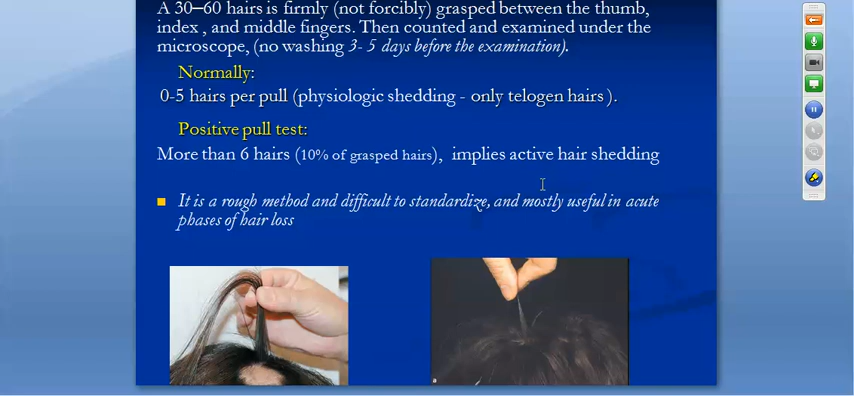 A 30–60 hairs is firmly (not forcibly) grasped between the thumb,
index , and middle fingers. Then counted and examined under the
microscope, (no washing 3- 5 days before the examination).
Normally:
0-5 hairs per pull (physiologic shedding - only telogen hairs ).
Positive pull test:
More than 6 hairs (10% of grasped hairs), implies active hair shedding
It is a rough method and difficult to standardize, and mostly useful in acute
phases of hair loss
a